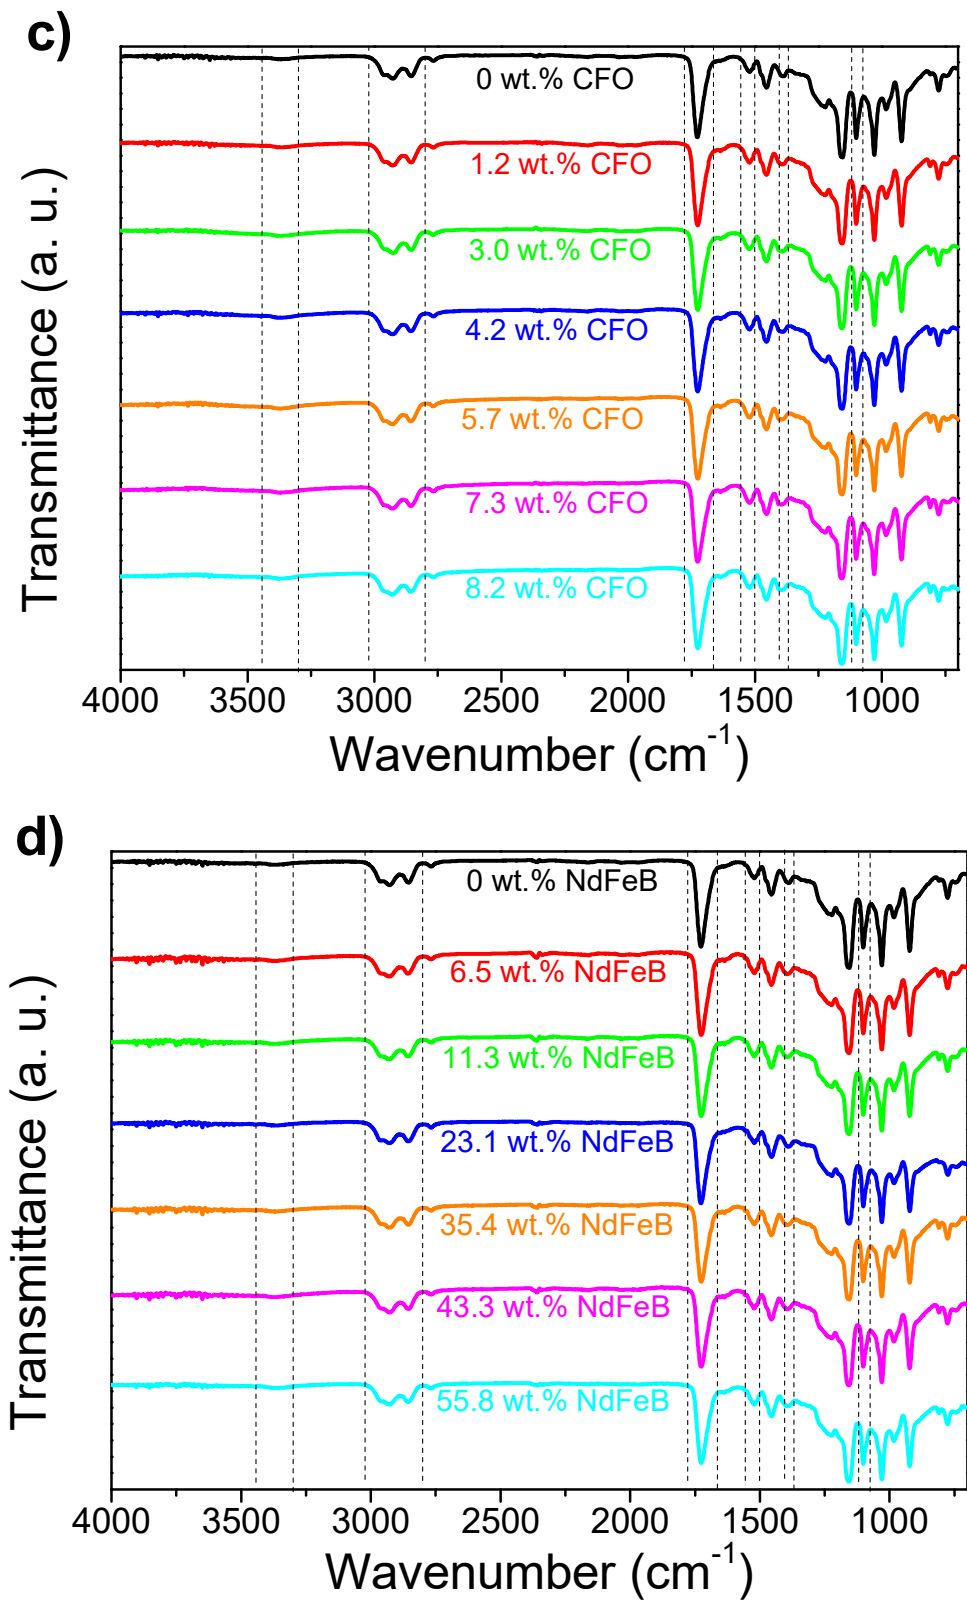 c)
Transmittance (a. u.)
0 wt.% CFO
1.2 wt.% CFO
3.0 wt.% CFO
4.2 wt.% CFO
5.7 wt.% CFO
7.3 wt.% CFO
8.2 wt.% CFO
4000 3500 3000 2500 2000 1500 1000
Wavenumber (cm⁻¹)
d)
Transmittance (a. u.)
0 wt.% NdFeB
6.5 wt.% NdFeB
11.3 wt.% NdFeB
23.1 wt.% NdFeB
35.4 wt.% NdFeB
43.3 wt.% NdFeB
55.8 wt.% NdFeB
4000 3500 3000 2500 2000 1500 1000
Wavenumber (cm⁻¹)